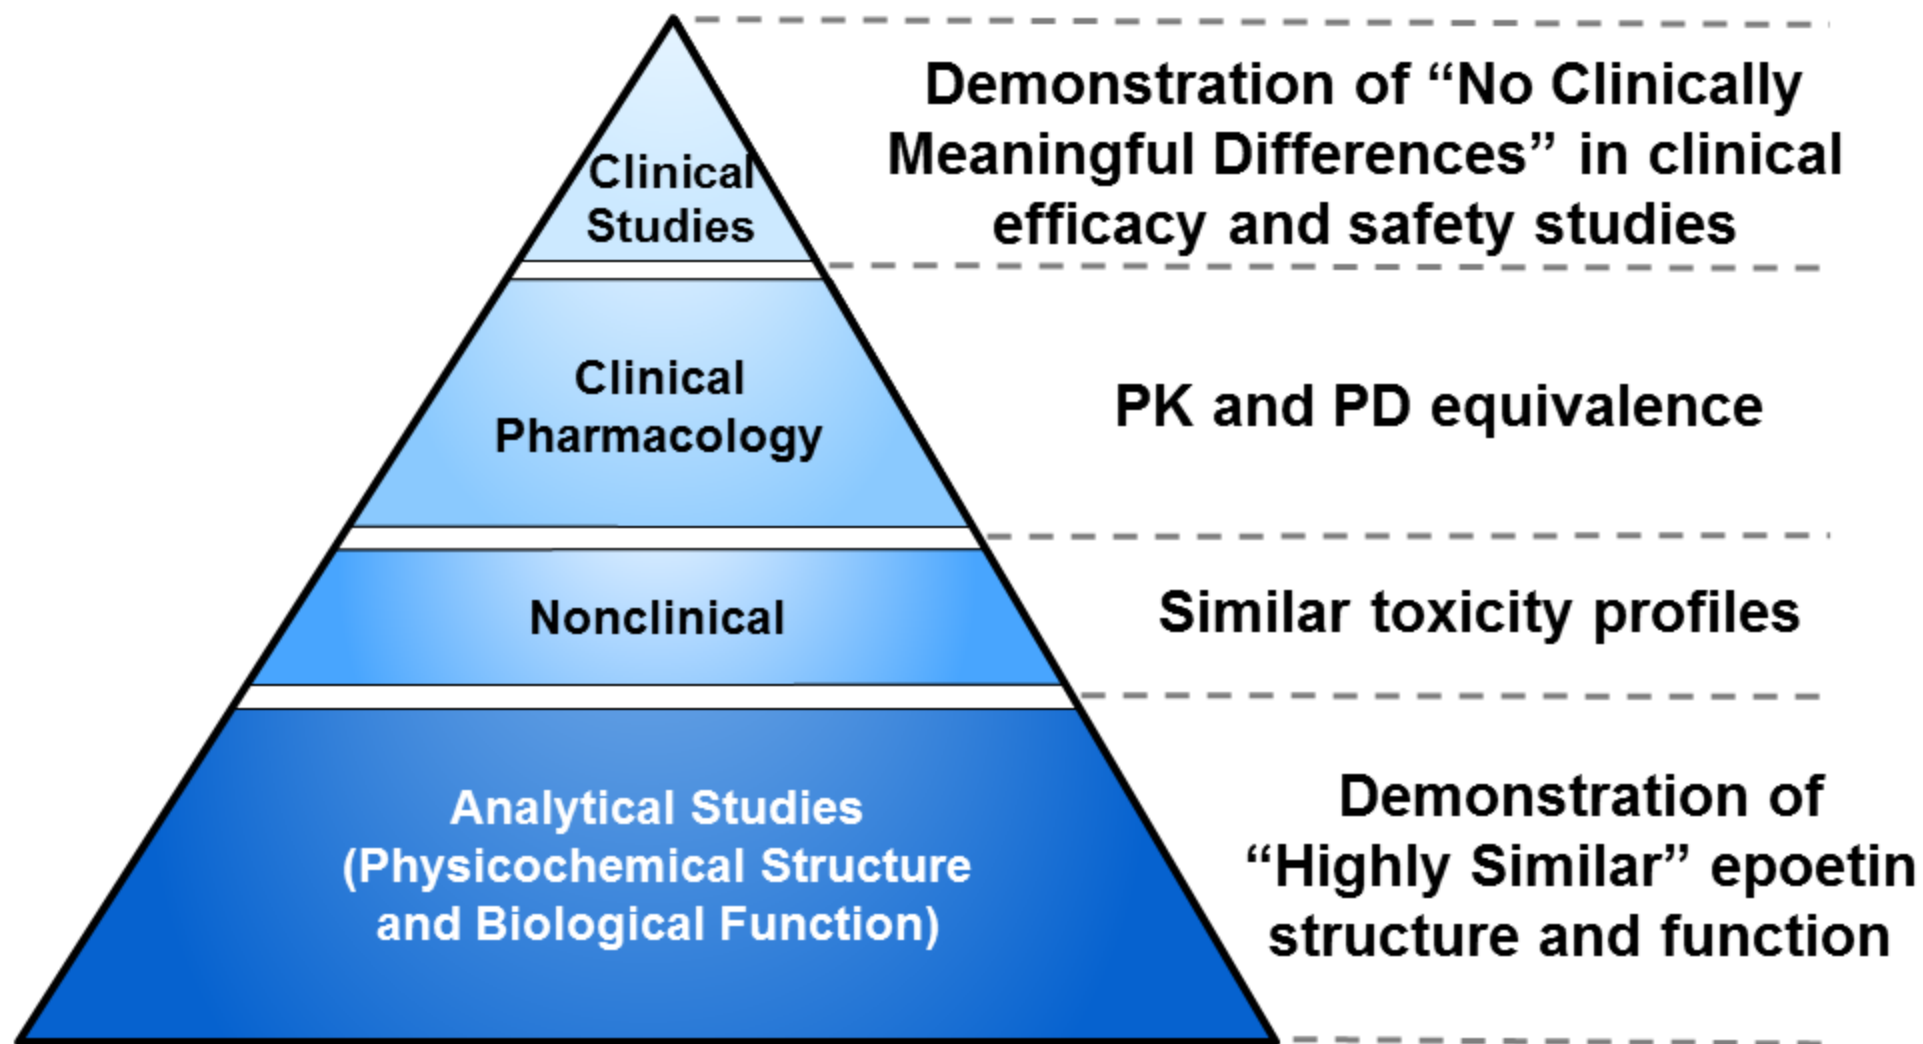 Clinical
Studies
Demonstration of “No Clinically
Meaningful Differences” in clinical
efficacy and safety studies
Clinical
Pharmacology
PK and PD equivalence
Nonclinical
Similar toxicity profiles
Analytical Studies
(Physicochemical Structure
and Biological Function)
Demonstration of
“Highly Similar” epoetin
structure and function